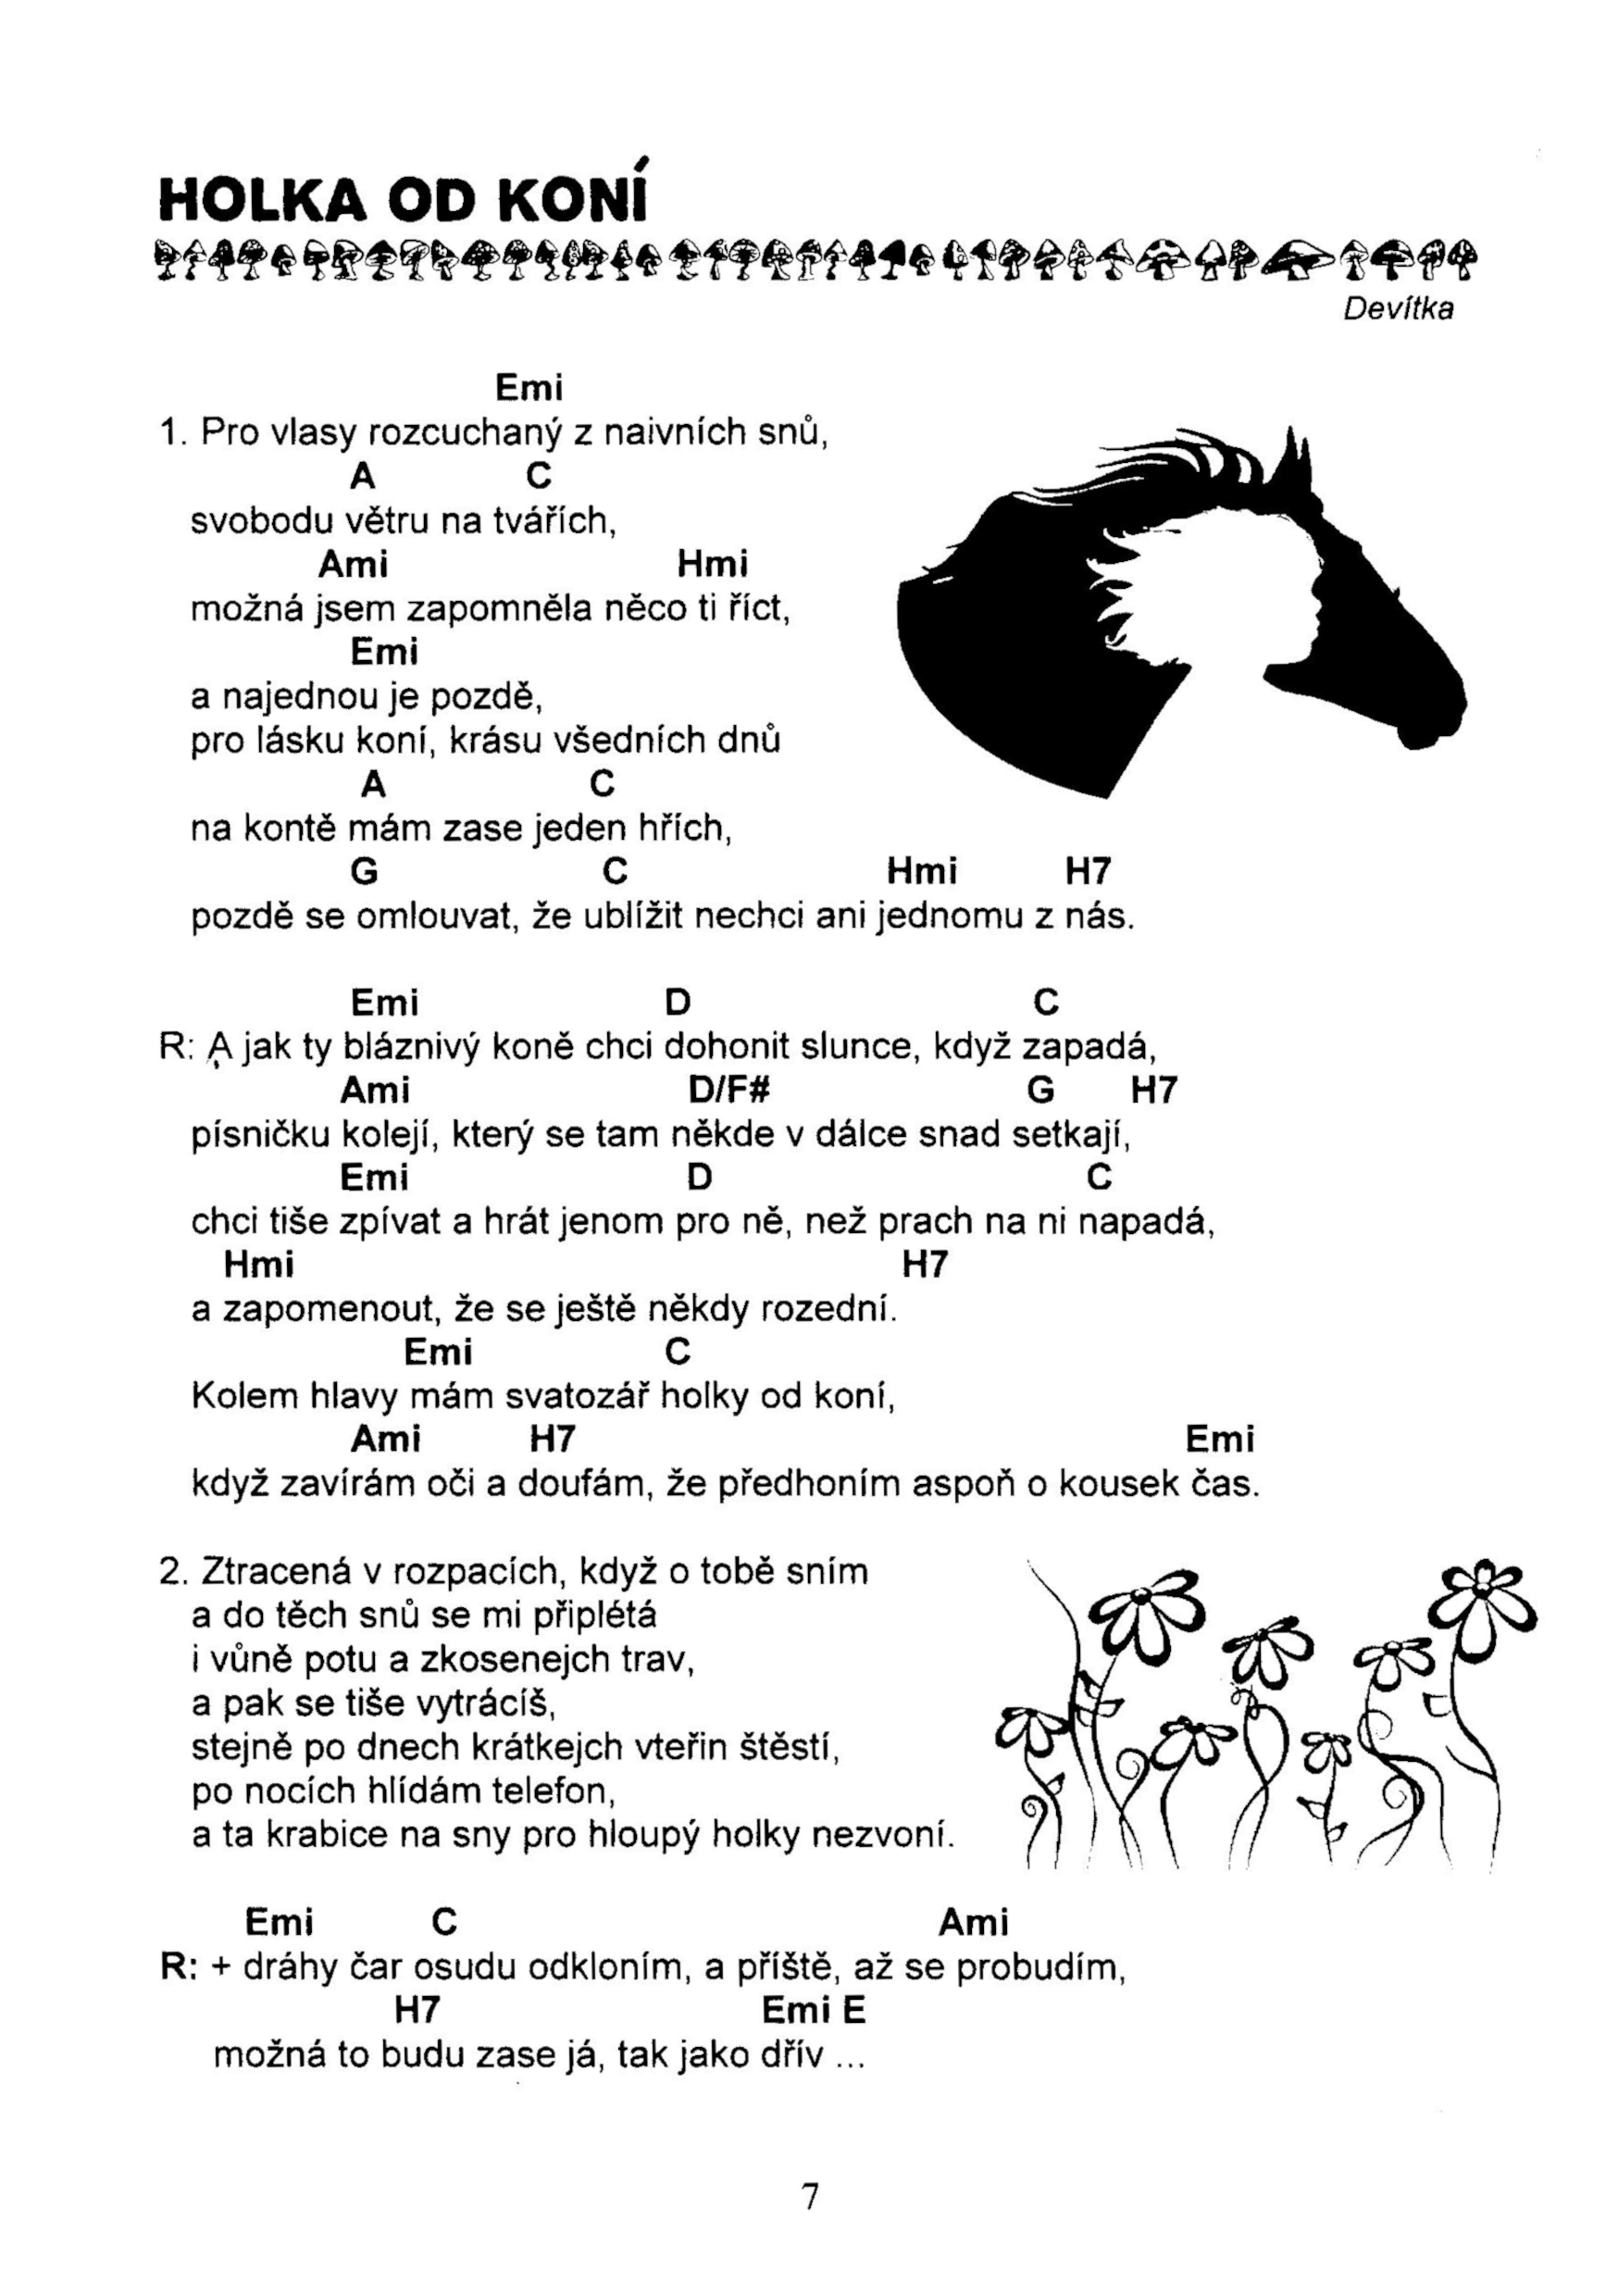 HOLKA OD KONÍ
Devítka
Emi
1. Pro vlasy rozcuchaný z naivních snů,
A C
svobodu větru na tvářích,
Ami Hmi
možná jsem zapomněla něco ti říct,
Emi
a najednou je pozdě,
pro lásku koní, krásu všedních dnů
A C
na kontě mám zase jeden hřích,
G C Hmi H7
pozdě se omlouvat, že ublížit nechci ani jednomu z nás.
Emi D C
R: A jak ty bláznivý koně chci dohonit slunce, když zapadá,
Ami D/F# G H7
písničku kolejí, který se tam někde v dálce snad setkají,
Emi D C
chci tiše zpívat a hrát jenom pro ně, než prach na ni napadá,
Hmi H7
a zapomenout, že se ještě někdy rozední.
Emi C
Kolem hlavy mám svatozář holky od koní,
Ami H7 Emi
když zavírám oči a doufám, že předhoním aspoň o kousek čas.
2. Ztracená v rozpacích, když o tobě sním
a do těch snů se mi připlétá
i vůně potu a zkosenejch trav,
a pak se tiše vytrácíš,
stejně po dnech krátkejch vteřin štěstí,
po nocích hlídám telefon,
a ta krabice na sny pro hloupý holky nezvoní.
Emi C Ami
R: + dráhy čar osudu odkloním, a příště, až se probudím,
H7 Emi E
možná to budu zase já, tak jako dřív ...
7